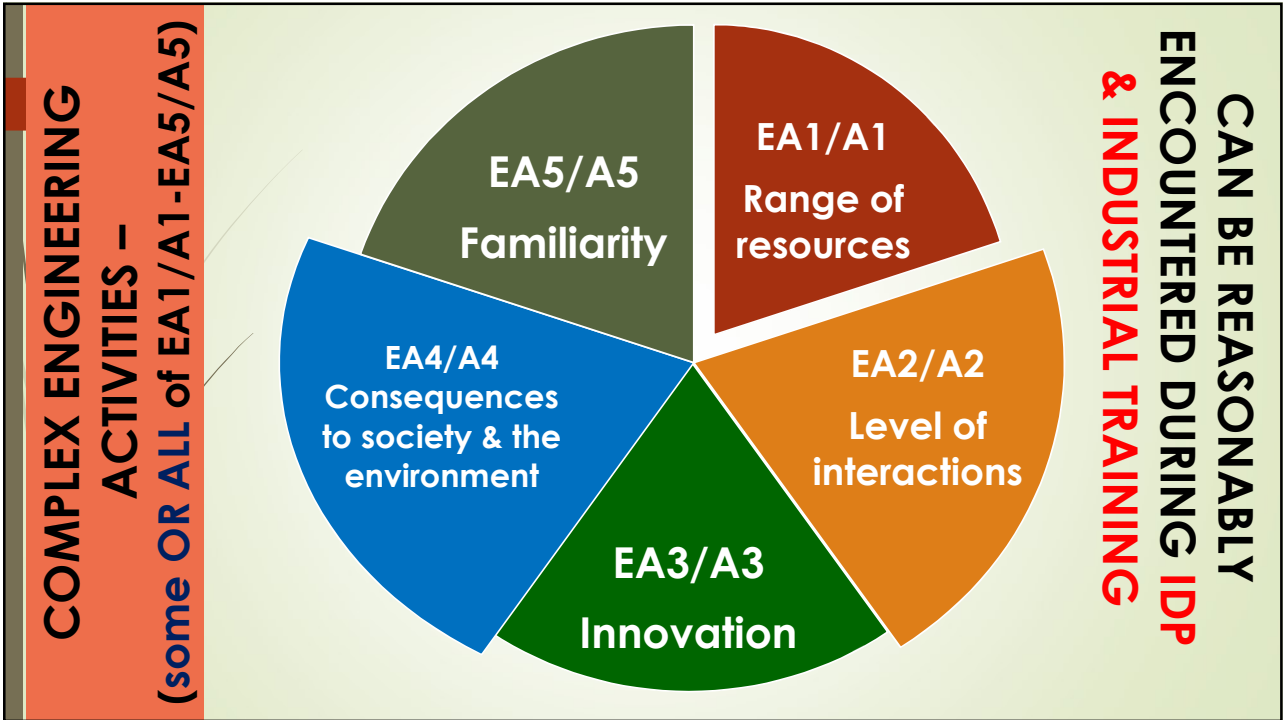 COMPLEX ENGINEERING
ACTIVITIES –
(some OR ALL of EA1/A1-EA5/A5)
EA5/A5
Familiarity
EA1/A1
Range of
resources
EA4/A4
Consequences
to society & the
environment
EA2/A2
Level of
interactions
EA3/A3
Innovation
CAN BE REASONABLY
ENCOUNTERED DURING IDP
& INDUSTRIAL TRAINING